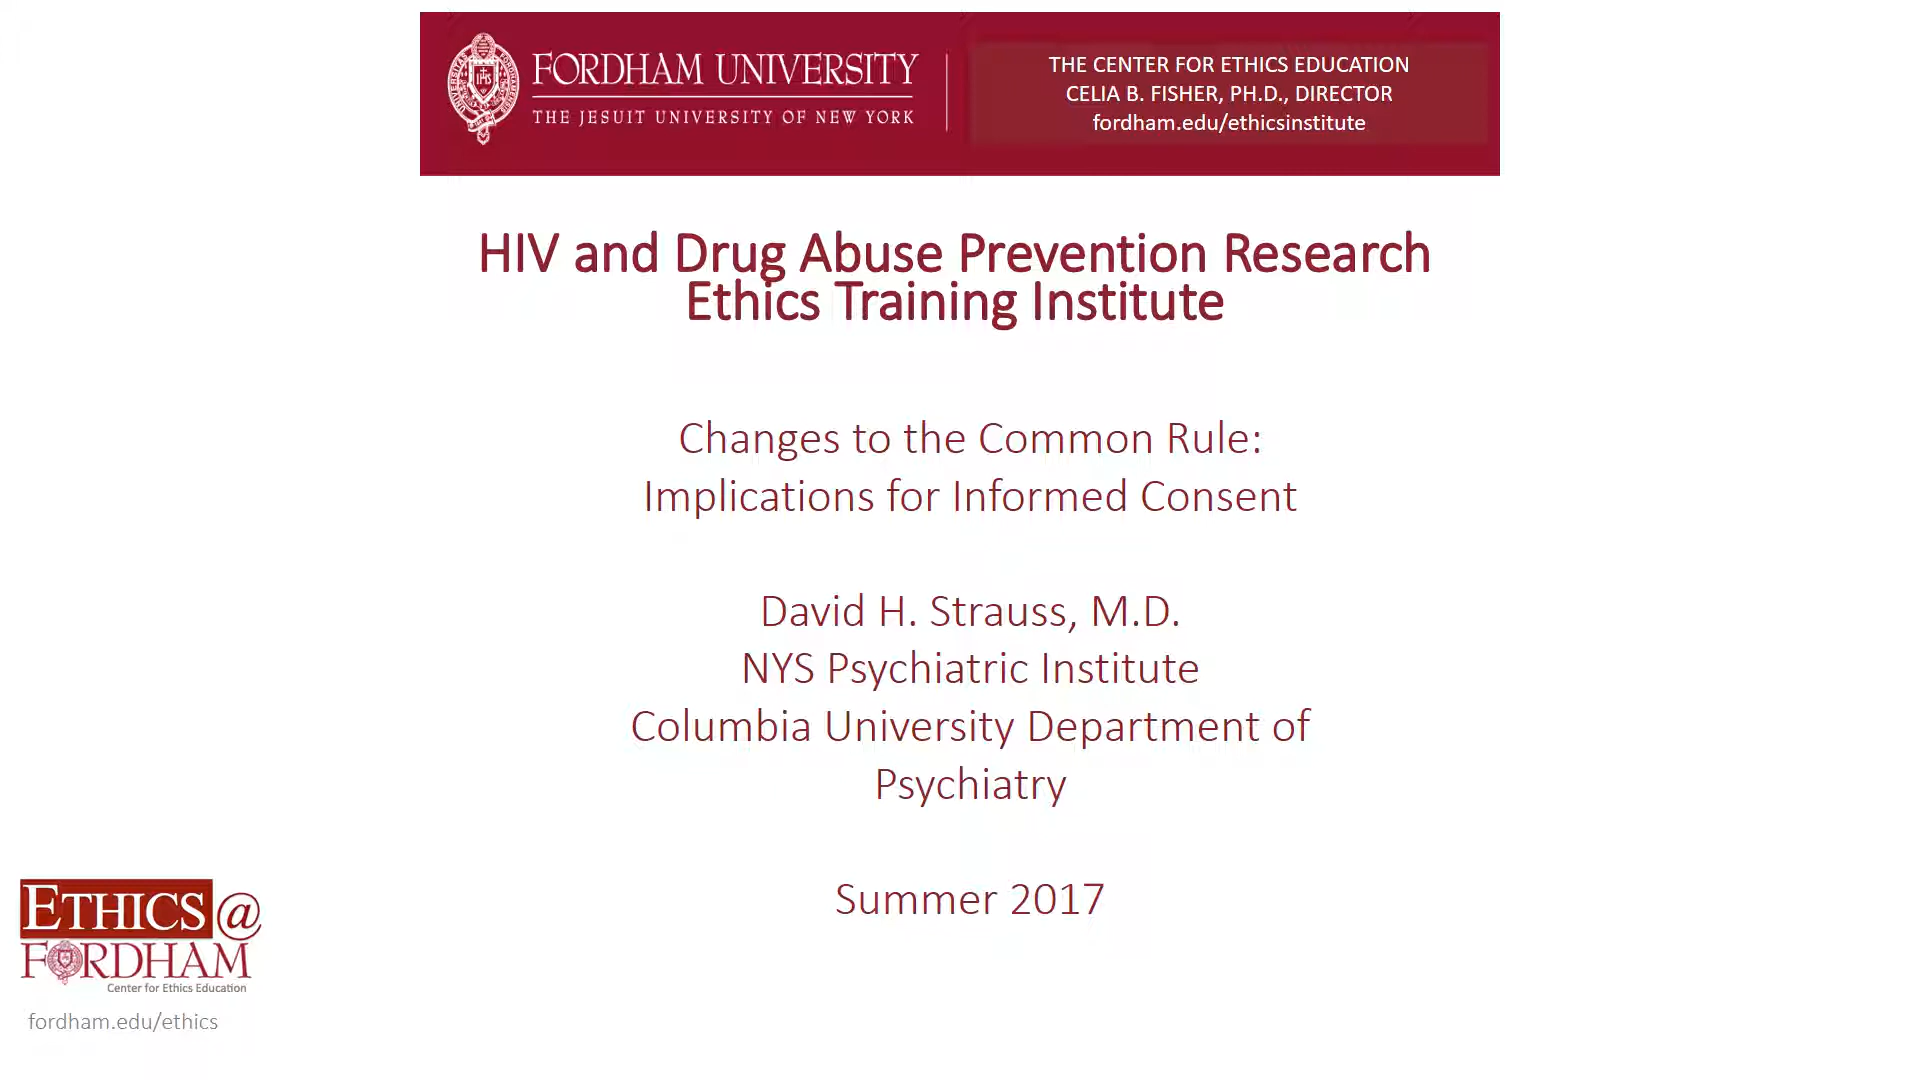 FORDHAM UNIVERSITY
THE JESUIT UNIVERSITY OF NEW YORK
THE CENTER FOR ETHICS EDUCATION
CELIA B. FISHER, PH.D., DIRECTOR
fordham.edu/ethicsinstitute
HIV and Drug Abuse Prevention Research
Ethics Training Institute
Changes to the Common Rule:
Implications for Informed Consent
David H. Strauss, M.D.
NYS Psychiatric Institute
Columbia University Department of
Psychiatry
Summer 2017
ETHICS@
FORDHAM
Center for Ethics Education
fordham.edu/ethics